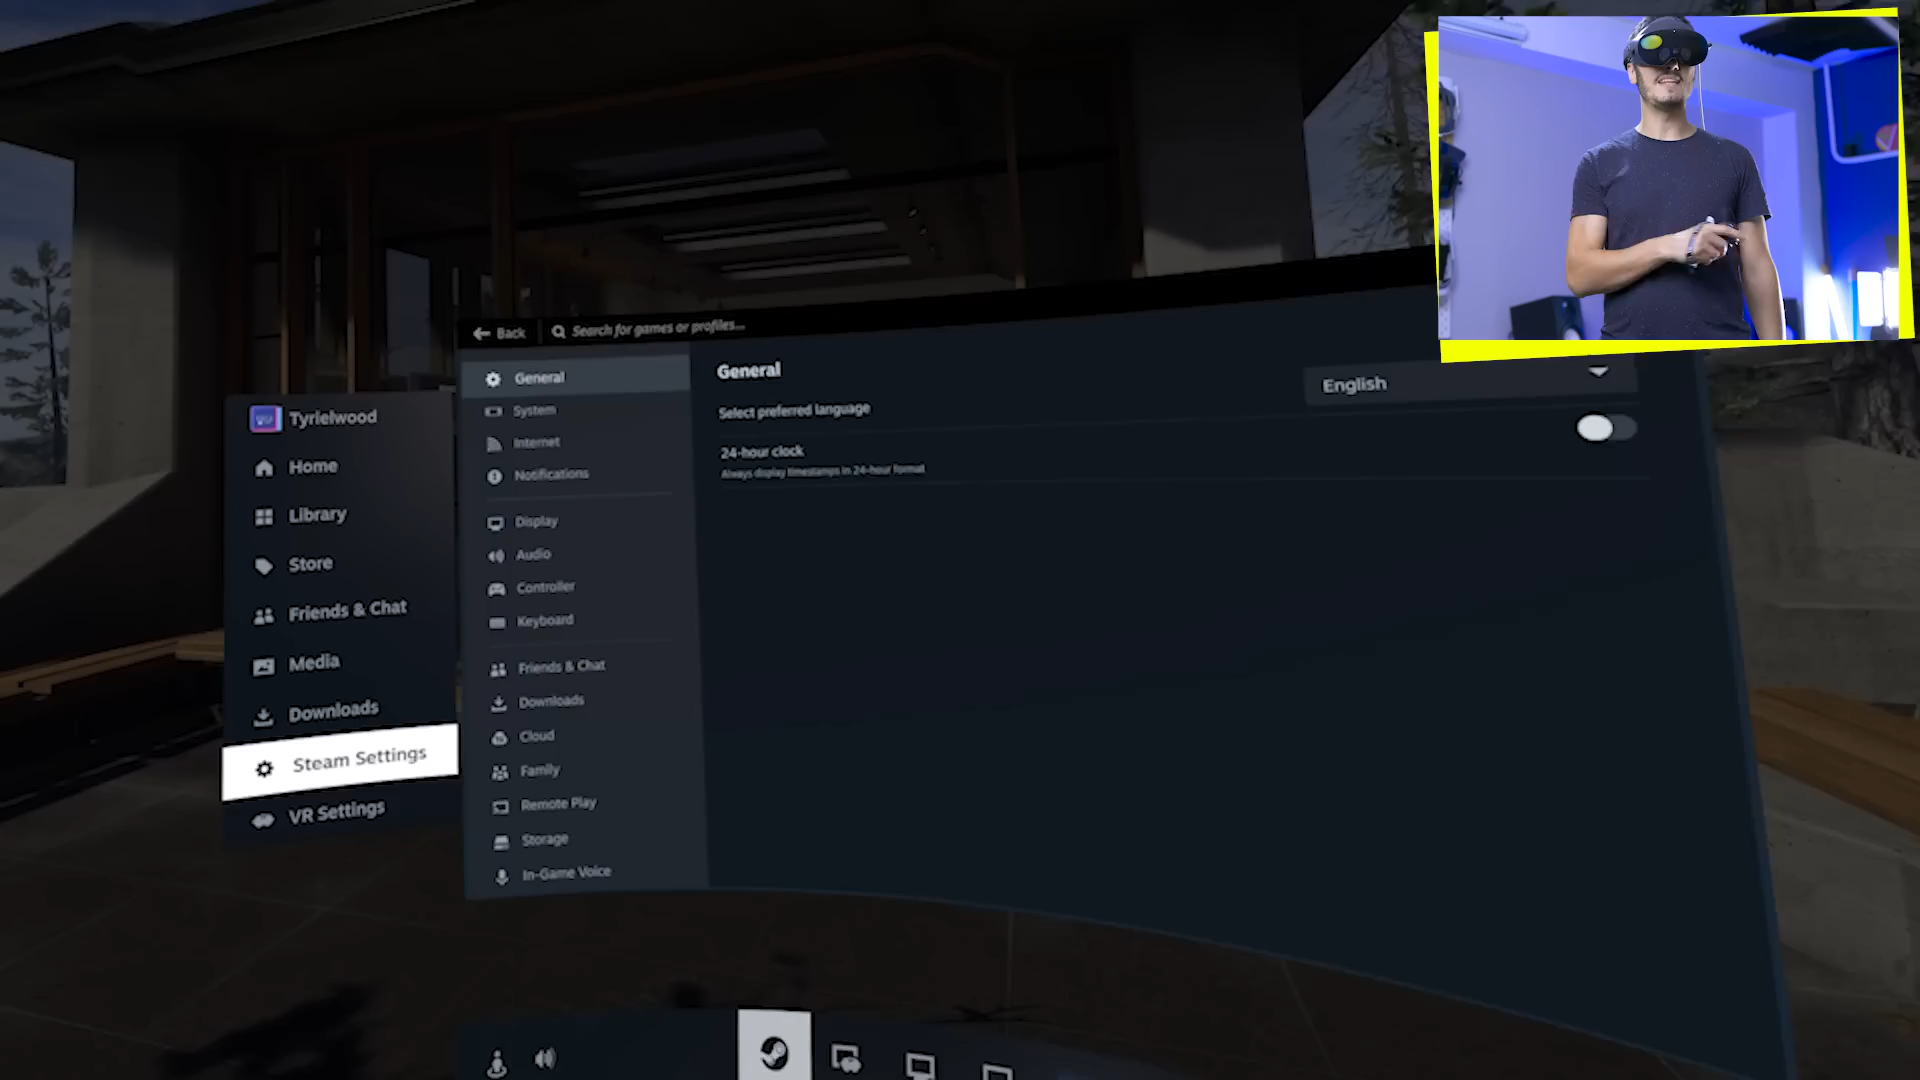 Back
Search for games or profiles...
Tyrielwood
Home
Library
Store
Friends & Chat
Media
Downloads
Steam Settings
VR Settings
General
System
Internet
Notifications
Display
Audio
Controller
Keyboard
Friends & Chat
Downloads
Cloud
Family
Remote Play
Storage
In-Game Voice
General
Select preferred language
English
24-hour clock
Always display timestamps in 24-hour format